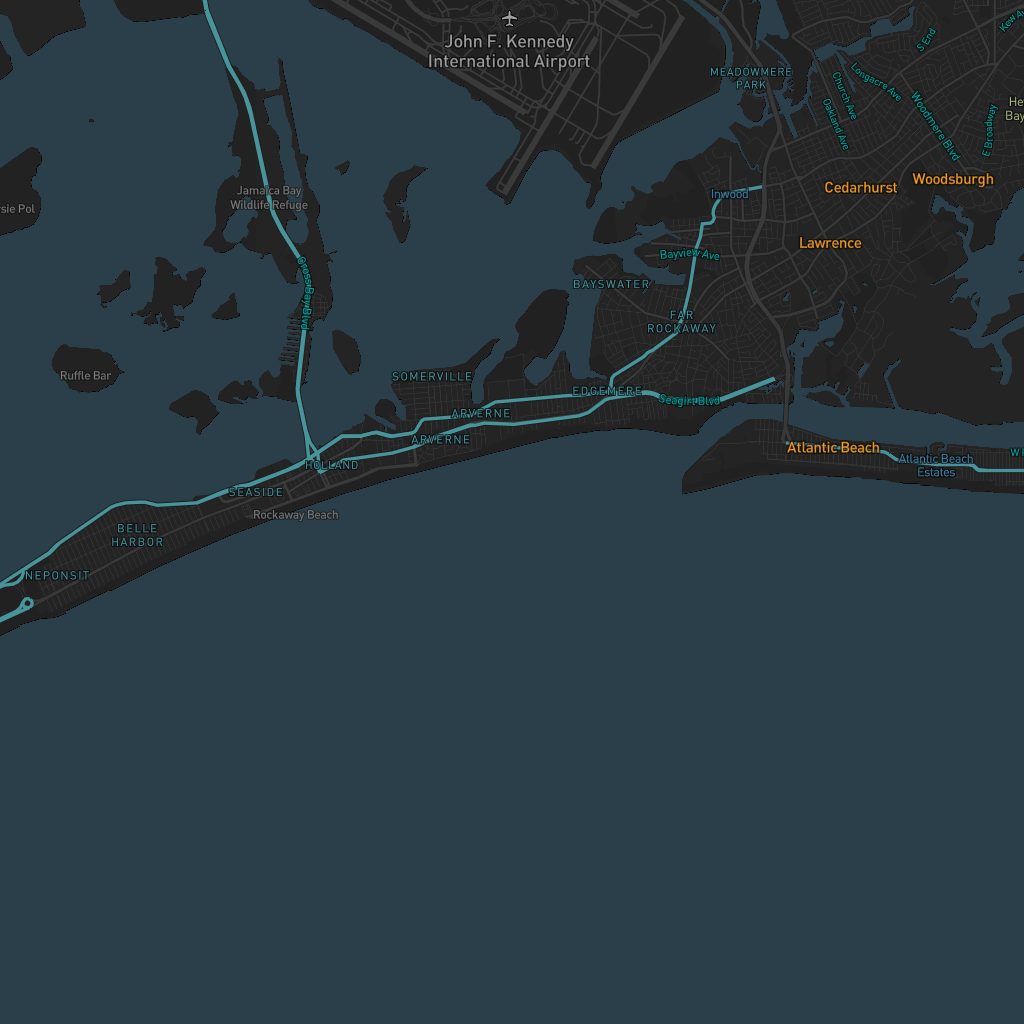 John F. Kennedy
International Airport
MEADOWMERE
PARK
S End
Longacre Ave
Church Ave
Oakland Ave
Woodmere Blvd
E Broadway
Jamaica Bay
Wildlife Refuge
Inwood
Cedarhurst
Woodsburgh
Lawrence
Bayview Ave
Cross Bay Blvd
BAYSWATER
FAR
ROCKAWAY
Ruffle Bar
SOMERVILLE
EDGEMERE
Seagirt Blvd
ARVERNE
ARVERNE
Atlantic Beach
Atlantic Beach
Estates
HOLLAND
SEASIDE
Rockaway Beach
BELLE
HARBOR
NEPONSIT